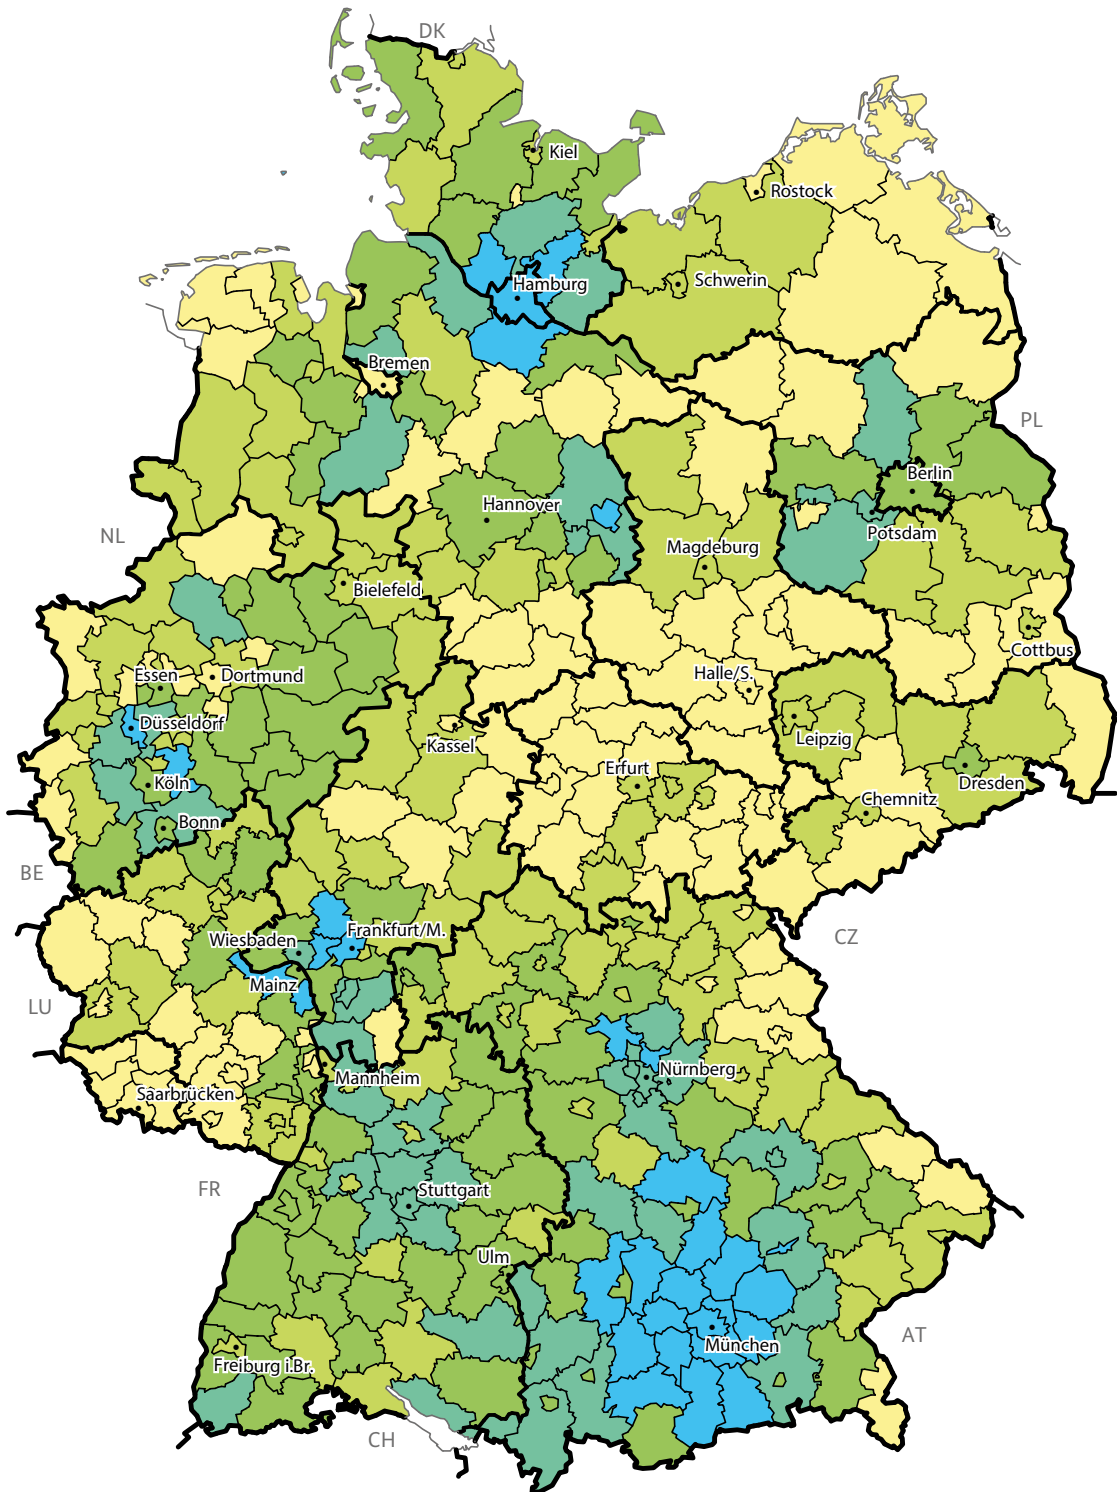 DK
Kiel
Rostock
Hamburg
Schwerin
Bremen
PL
Berlin
Hannover
Potsdam
NL
Magdeburg
Bielefeld
Cottbus
Essen
Dortmund
Halle/S.
Düsseldorf
Leipzig
Kassel
Erfurt
Köln
Dresden
Chemnitz
Bonn
BE
Frankfurt/M.
Wiesbaden
CZ
Mainz
LU
Nürnberg
Mannheim
Saarbrücken
FR
Stuttgart
Ulm
AT
München
Freiburg i.Br.
CH